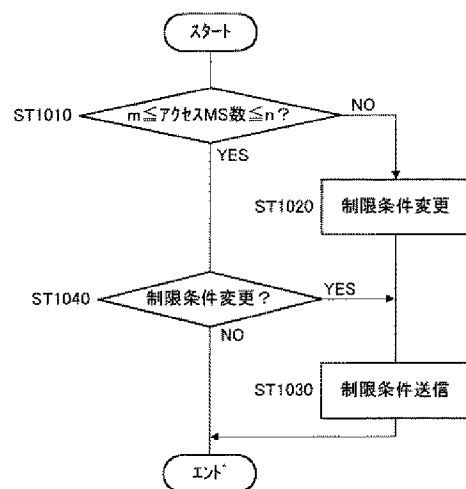 スタート
ST1010
m≦アクセスMS数≦n?
NO
YES
ST1020
制限条件変更
ST1040
制限条件変更?
YES
NO
ST1030
制限条件送信
エンド